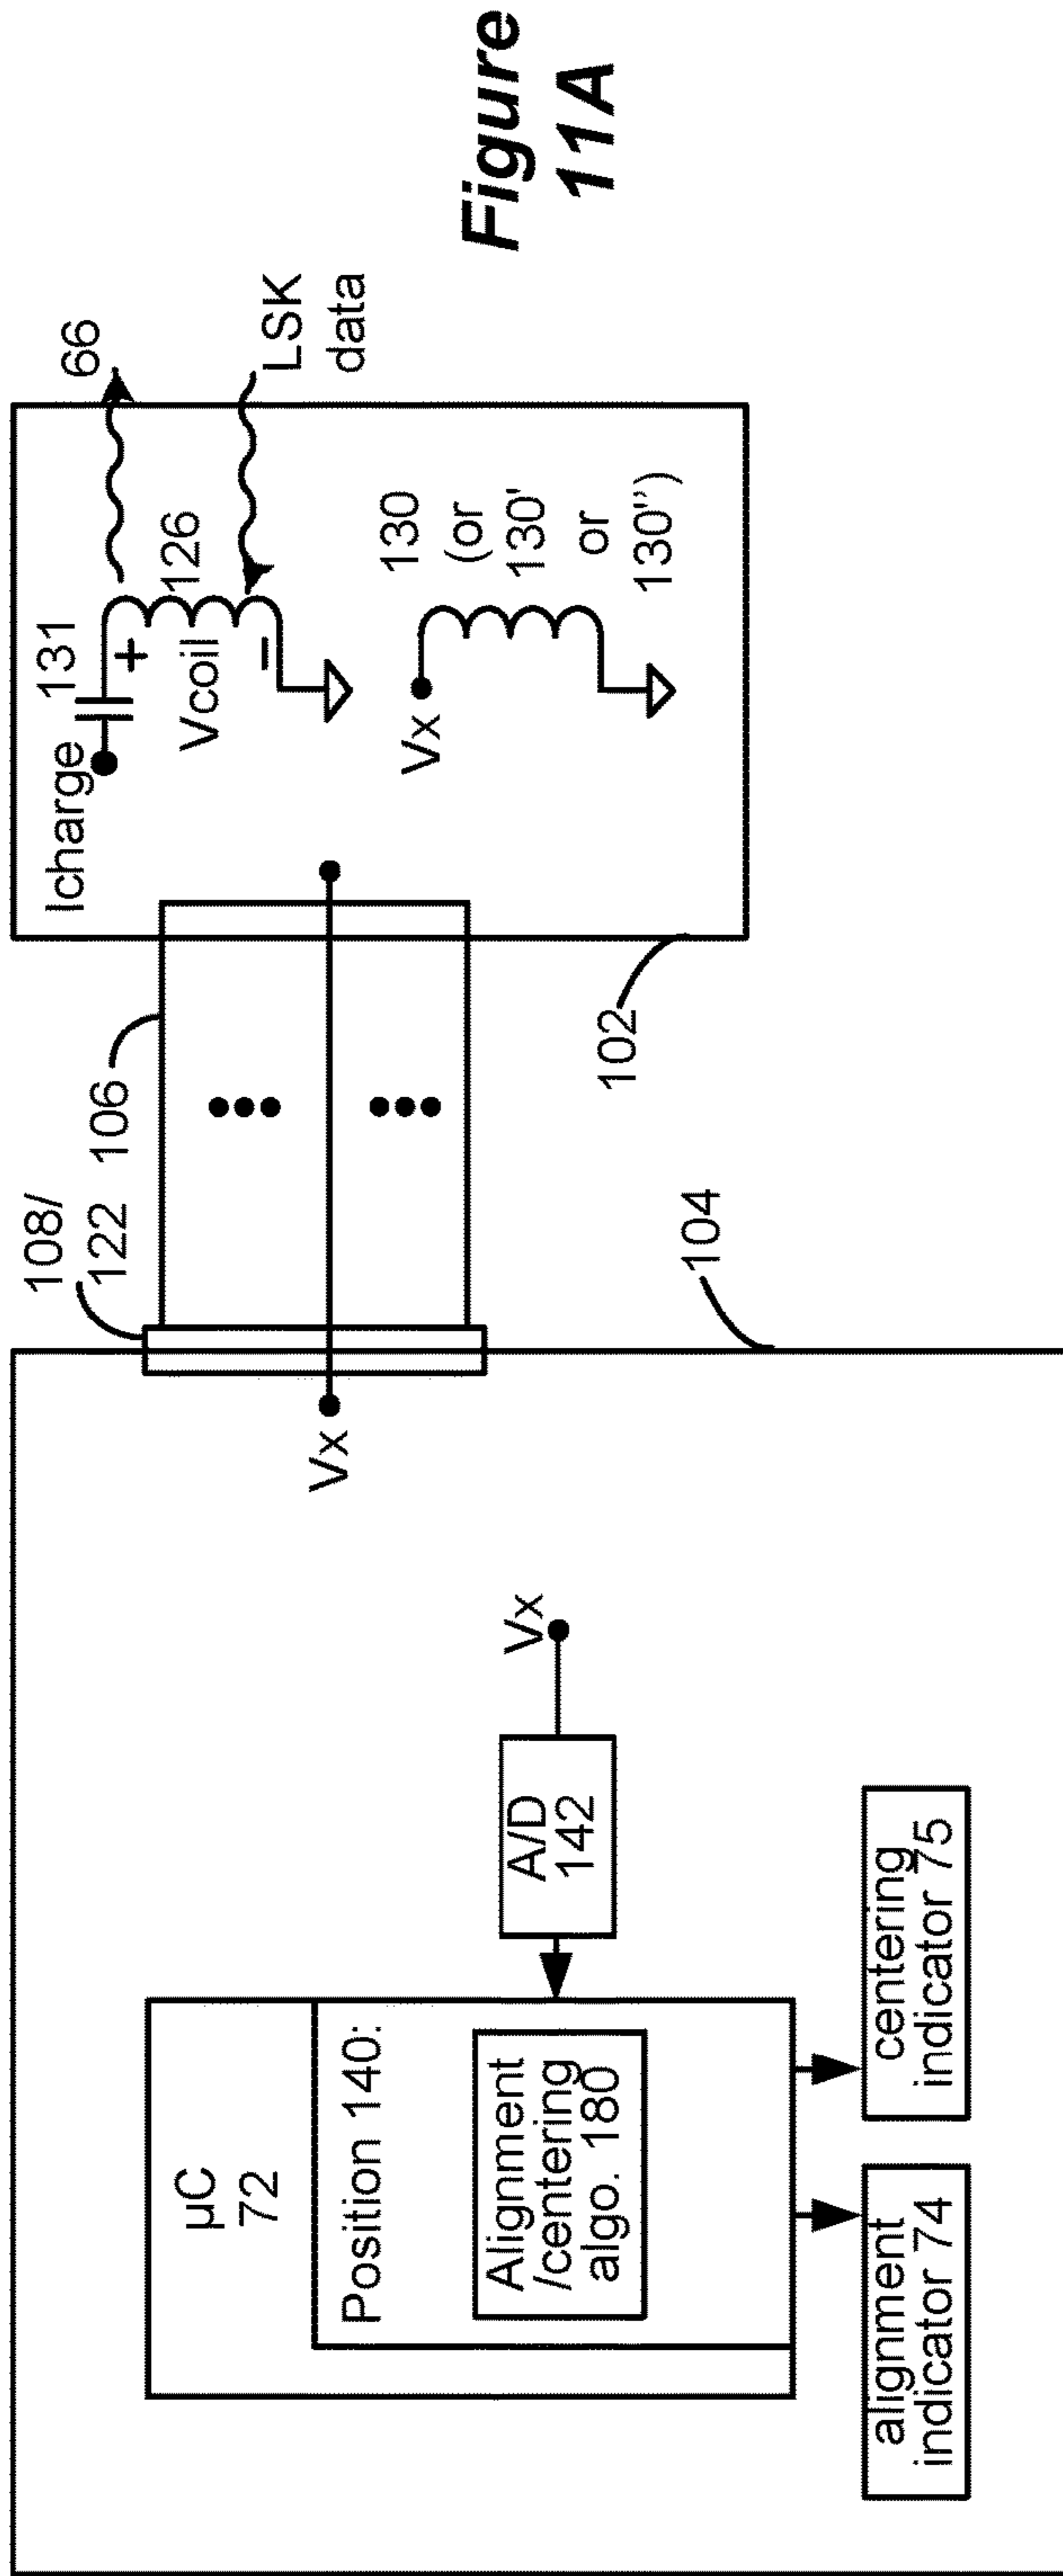 µC
72
Position 140:
Alignment
/centering
algo. 180
alignment
indicator 74
centering
indicator 75
A/D
142
Vx
Vx
108/
122
106
104
102
Icharge
131
+
Vcoil
−
126
66
LSK
data
Vx
130
(or
130'
or
130")
Figure
11A